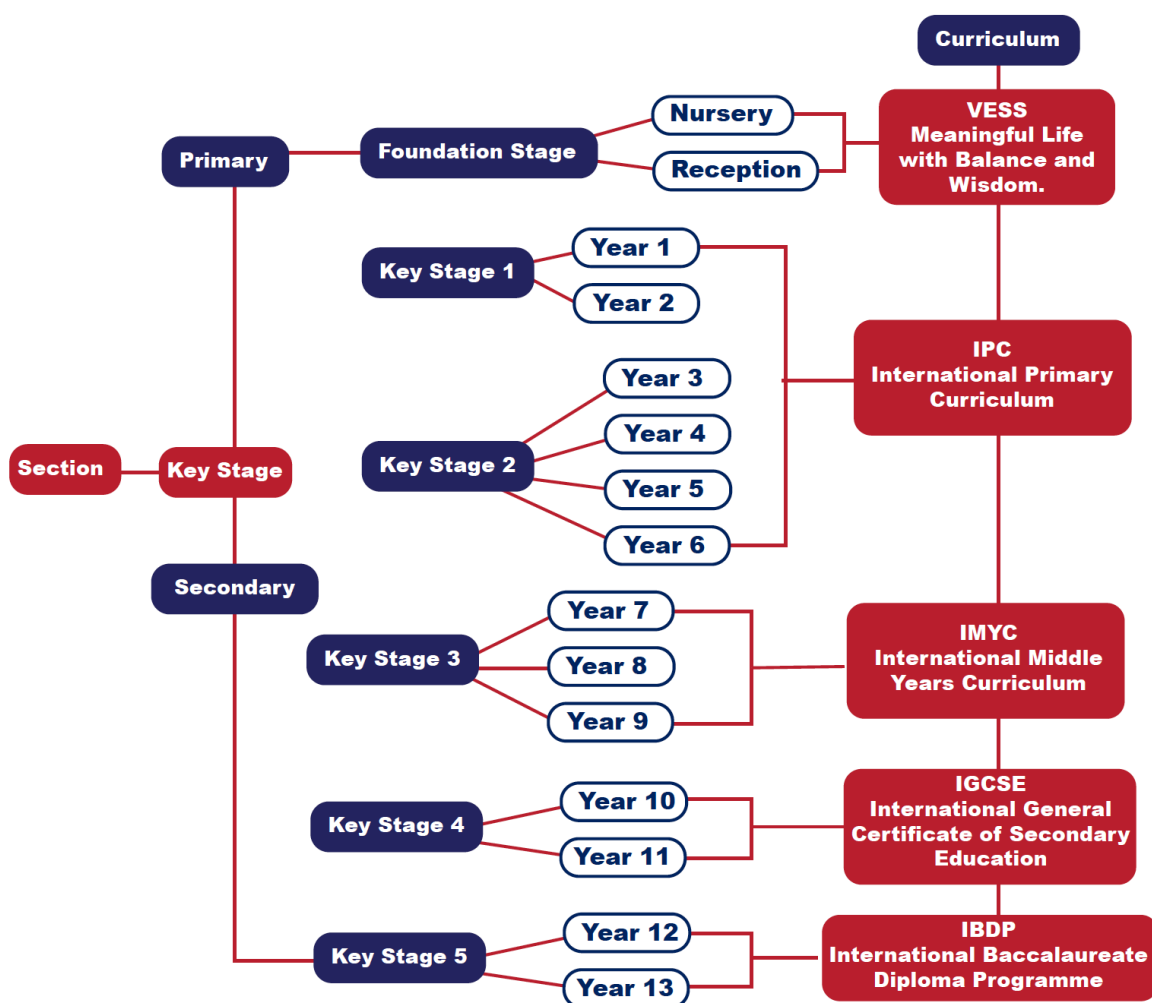 Curriculum
Primary
Foundation Stage
Nursery
Reception
VESS
Meaningful Life
with Balance and
Wisdom.
Key Stage 1
Year 1
Year 2
IPC
International Primary
Curriculum
Section
Key Stage
Key Stage 2
Year 3
Year 4
Year 5
Year 6
Secondary
Key Stage 3
Year 7
Year 8
Year 9
IMYC
International Middle
Years Curriculum
Key Stage 4
Year 10
Year 11
IGCSE
International General
Certificate of Secondary
Education
Key Stage 5
Year 12
Year 13
IBDP
International Baccalaureate
Diploma Programme